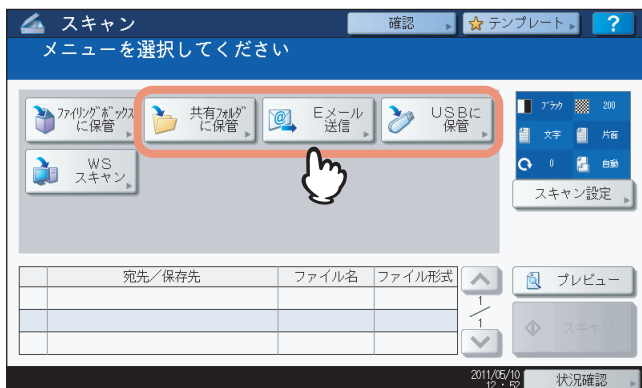 スキャン
確認
テンプレート
?
メニューを選択してください
ファイリングボックス
に保管
共有フォルダ
に保管
Eメール
送信
USBに
保管
WS
スキャン
ブラック
200
文字
片面
0
自動
スキャン設定
宛先/保存先
ファイル名
ファイル形式
1
1
プレビュー
スキャン
2011/05/10
12:52
状況確認